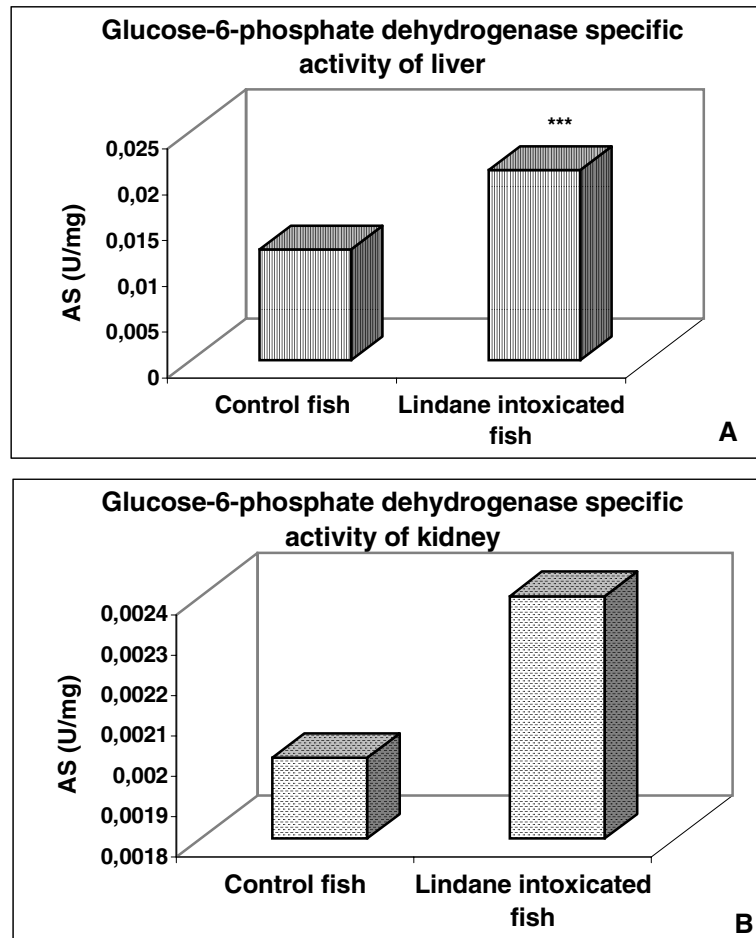 Glucose-6-phosphate dehydrogenase specific
activity of liver
***
0,025
0,02
0,015
0,01
0,005
0
AS (U/mg)
Control fish
Lindane intoxicated
fish
A
Glucose-6-phosphate dehydrogenase specific
activity of kidney
0,0024
0,0023
0,0022
0,0021
0,002
0,0019
0,0018
AS (U/mg)
Control fish
Lindane intoxicated
fish
B